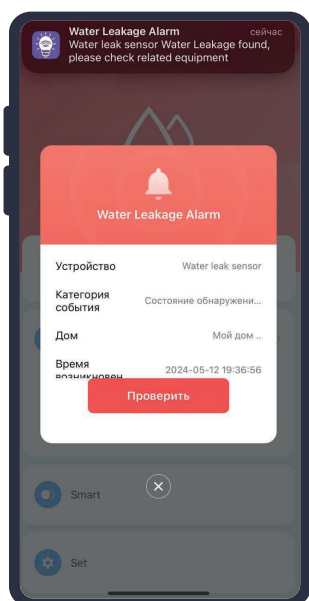 Water Leakage Alarm сейчас
Water leak sensor Water Leakage found,
please check related equipment
Water Leakage Alarm
Устройство Water leak sensor
Категория
события
Состояние обнаружени...
Дом Мой дом ..
Время
возникновен
2024-05-12 19:36:56
Проверить
Smart
Set